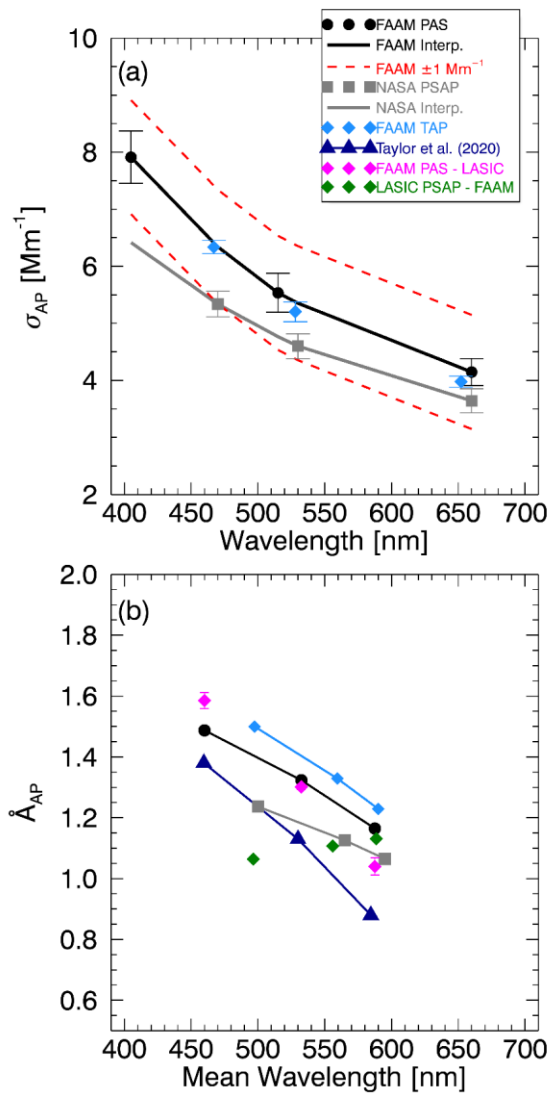 FAAM PAS
FAAM Interp.
FAAM ±1 Mm⁻¹
NASA PSAP
NASA Interp.
FAAM TAP
Taylor et al. (2020)
FAAM PAS - LASIC
LASIC PSAP - FAAM
(a)
10
8
6
4
2
σAP [Mm⁻¹]
400 450 500 550 600 650 700
Wavelength [nm]
(b)
2.0
1.8
1.6
1.4
1.2
1.0
0.8
0.6
ÅAP
400 450 500 550 600 650 700
Mean Wavelength [nm]